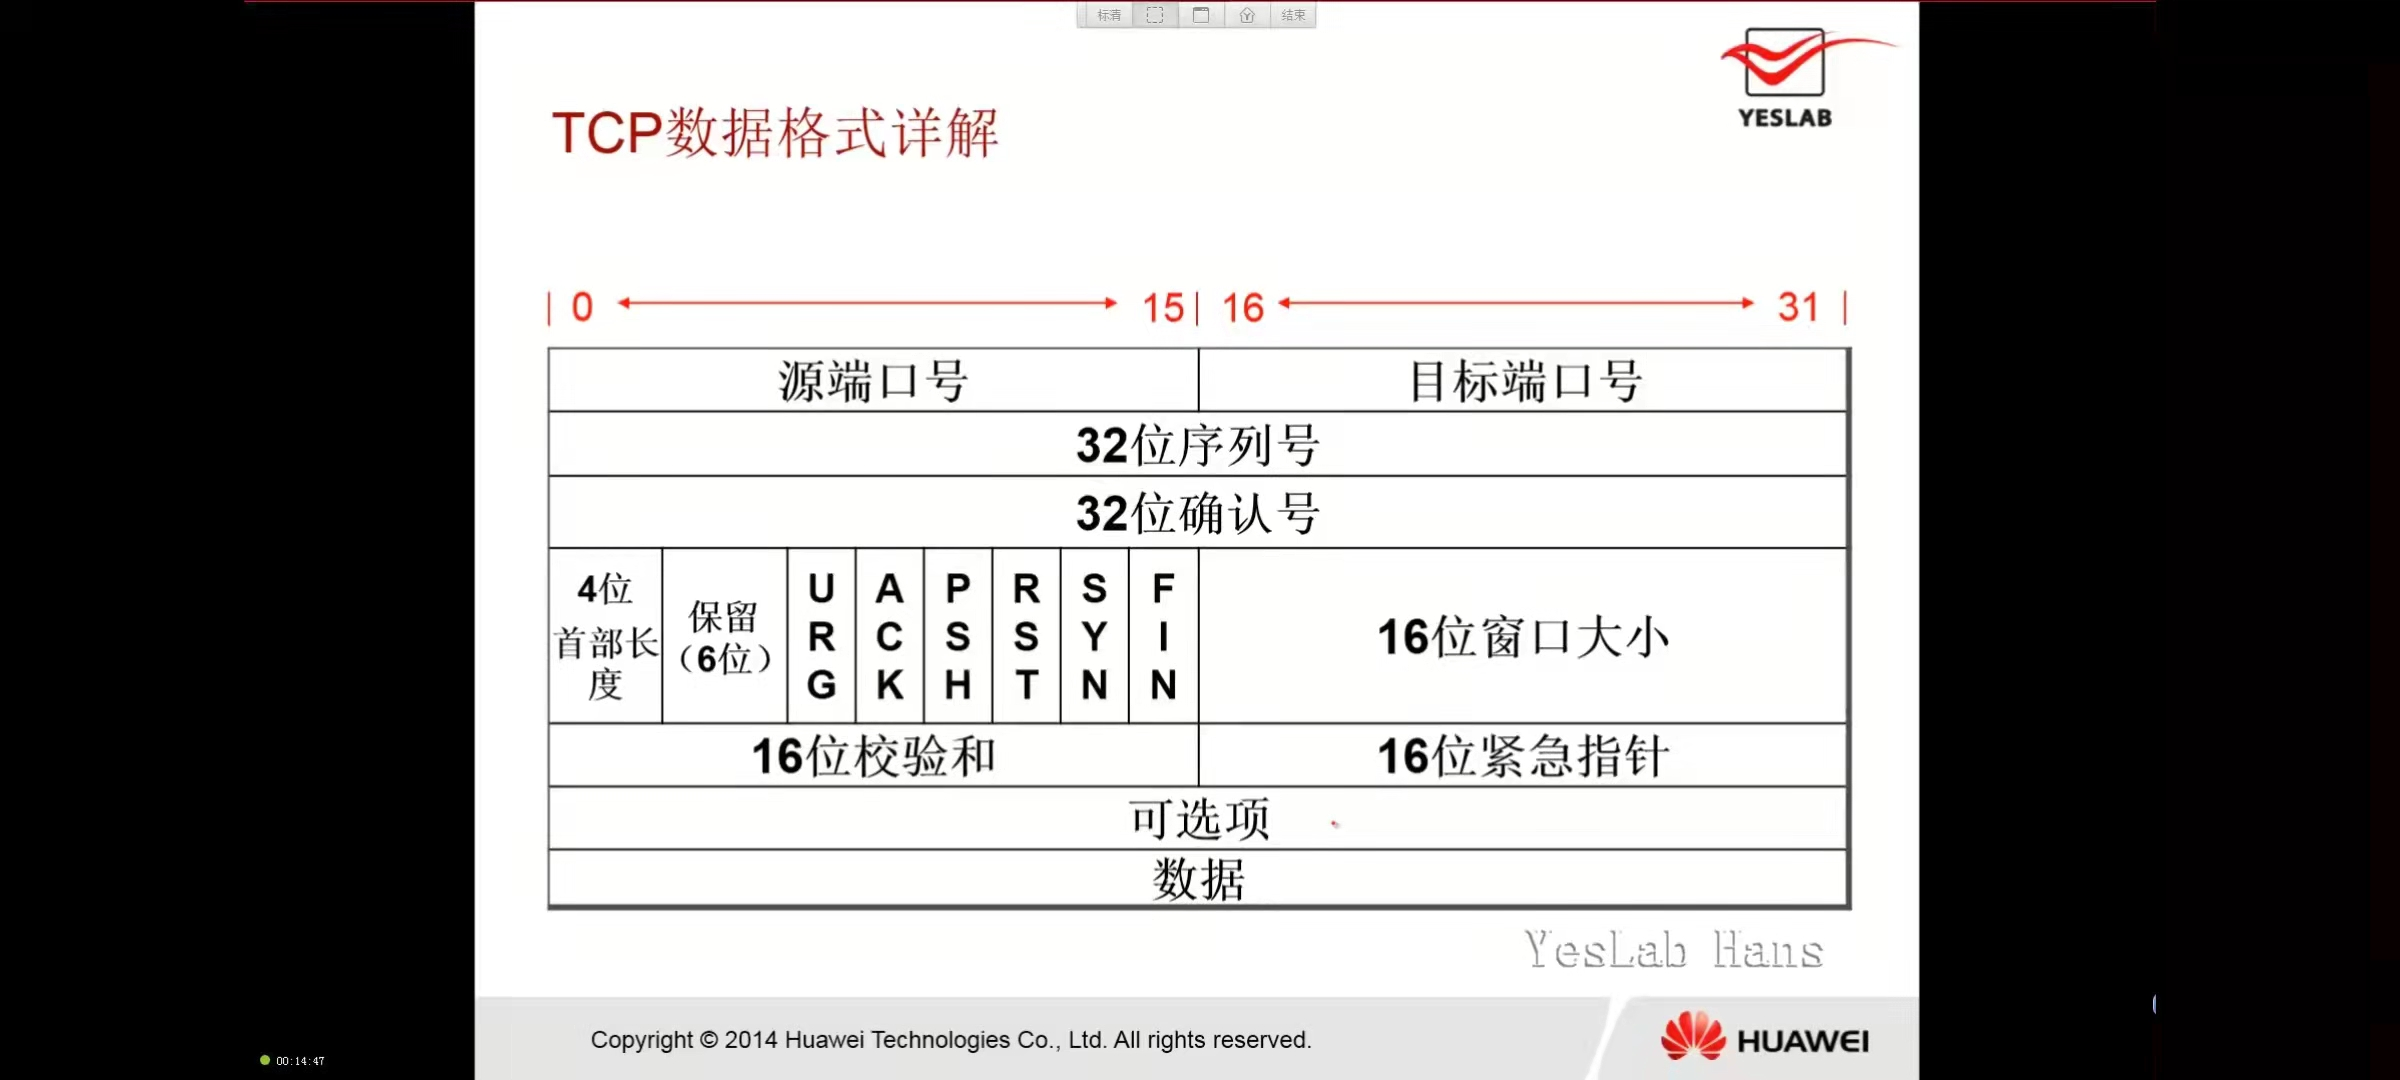 标清
结束
YESLAB
TCP数据格式详解
0 15 16 31
源端口号 目标端口号
32位序列号
32位确认号
4位
首部长
度
保留
（6位）
URG
ACK
PSH
RST
SYN
FIN
16位窗口大小
16位校验和 16位紧急指针
可选项
数据
YesLab Hans
Copyright © 2014 Huawei Technologies Co., Ltd. All rights reserved.
HUAWEI
00:14:47